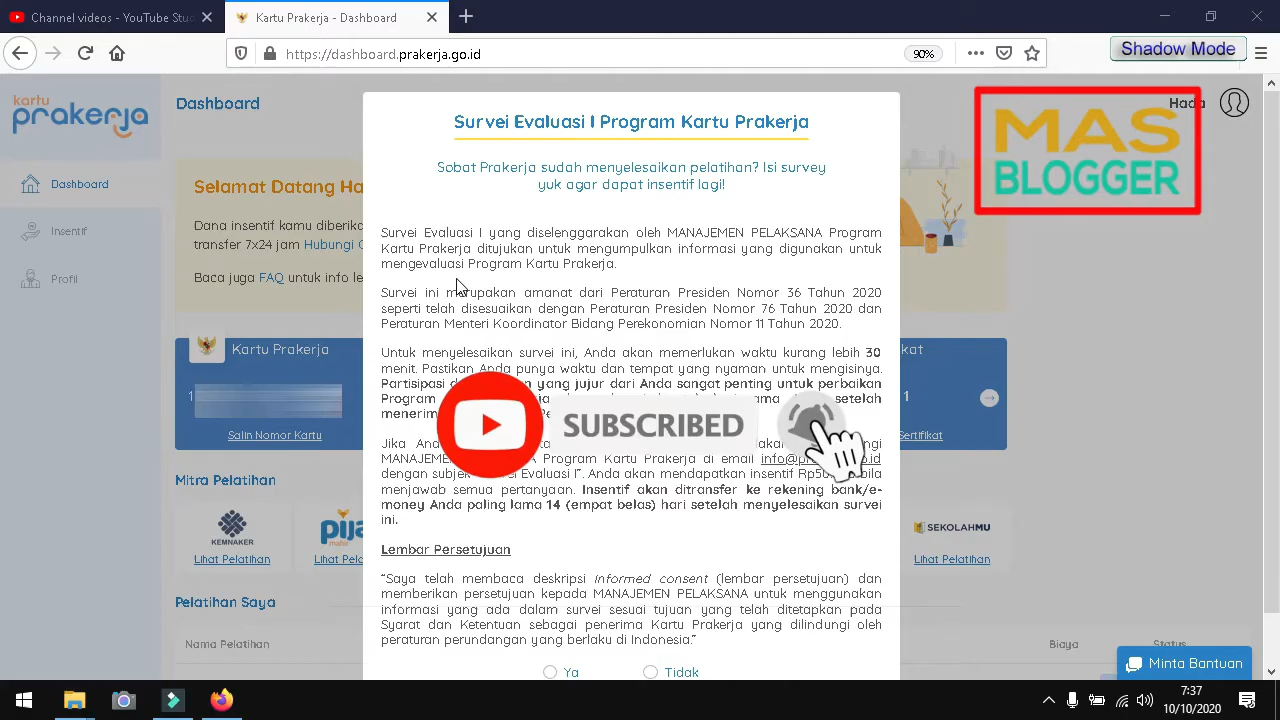 Channel videos - YouTube Stu
Kartu Prakerja - Dashboard
https://dashboard.prakerja.go.id
90%
Shadow Mode
kartu
prakerja
Dashboard
MAS
BLOGGER
Dashboard
Insentif
Profil
Selamat Datang Ha
Dana insentif kamu diberika
transfer 7x24 jam Hubungi C
Baca juga FAQ untuk info le
Survei Evaluasi I Program Kartu Prakerja
Sobat Prakerja sudah menyelesaikan pelatihan? Isi survey
yuk agar dapat insentif lagi!
Survei Evaluasi I yang diselenggarakan oleh MANAJEMEN PELAKSANA Program
Kartu Prakerja ditujukan untuk mengumpulkan informasi yang digunakan untuk
mengevaluasi Program Kartu Prakerja.
Survei ini merupakan amanat dari Peraturan Presiden Nomor 36 Tahun 2020
seperti telah disesuaikan dengan Peraturan Presiden Nomor 76 Tahun 2020 dan
Peraturan Menteri Koordinator Bidang Perekonomian Nomor 11 Tahun 2020.
Untuk menyelesaikan survei ini, Anda akan memerlukan waktu kurang lebih 30
menit. Pastikan Anda punya waktu dan tempat yang nyaman untuk mengisinya.
Partisipasi yang jujur dari Anda sangat penting untuk perbaikan
Program setelah
Jika
MANAJEMEN Program Kartu Prakerja di email
dengan subjek Evaluasi I”. Anda akan mendapatkan insentif
menjawab semua pertanyaan. Insentif akan ditransfer ke rekening bank/e-
money Anda paling lama 14 (empat belas) hari setelah menyelesaikan survei
ini.
SUBSCRIBED
Lembar Persetujuan
“Saya telah membaca deskripsi informed consent (lembar persetujuan) dan
memberikan persetujuan kepada MANAJEMEN PELAKSANA untuk menggunakan
informasi yang ada dalam survei sesuai tujuan yang telah ditetapkan pada
Syarat dan Ketentuan sebagai penerima Kartu Prakerja yang dilindungi oleh
peraturan perundangan yang berlaku di Indonesia.”
Ya
Tidak
Kartu Prakerja
1
Salin Nomor Kartu
1
Sertifikat
Mitra Pelatihan
KEMNAKER
pija
SEKOLAHMU
Lihat Pelatihan
Lihat Pela
Lihat Pelatihan
Pelatihan Saya
Nama Pelatihan
Biaya
Status
Minta Bantuan
7:37
10/10/2020